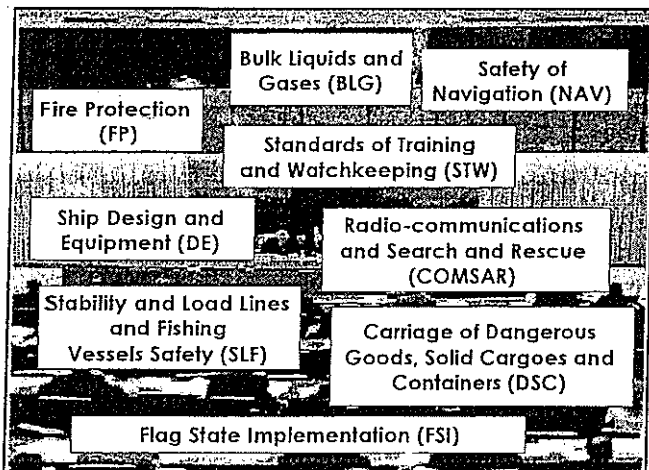 Bulk Liquids and
Gases (BLG)
Safety of
Navigation (NAV)
Fire Protection
(FP)
Standards of Training
and Watchkeeping (STW)
Ship Design and
Equipment (DE)
Radio-communications
and Search and Rescue
(COMSAR)
Stability and Load Lines
and Fishing
Vessels Safety (SLF)
Carriage of Dangerous
Goods, Solid Cargoes and
Containers (DSC)
Flag State Implementation (FSI)